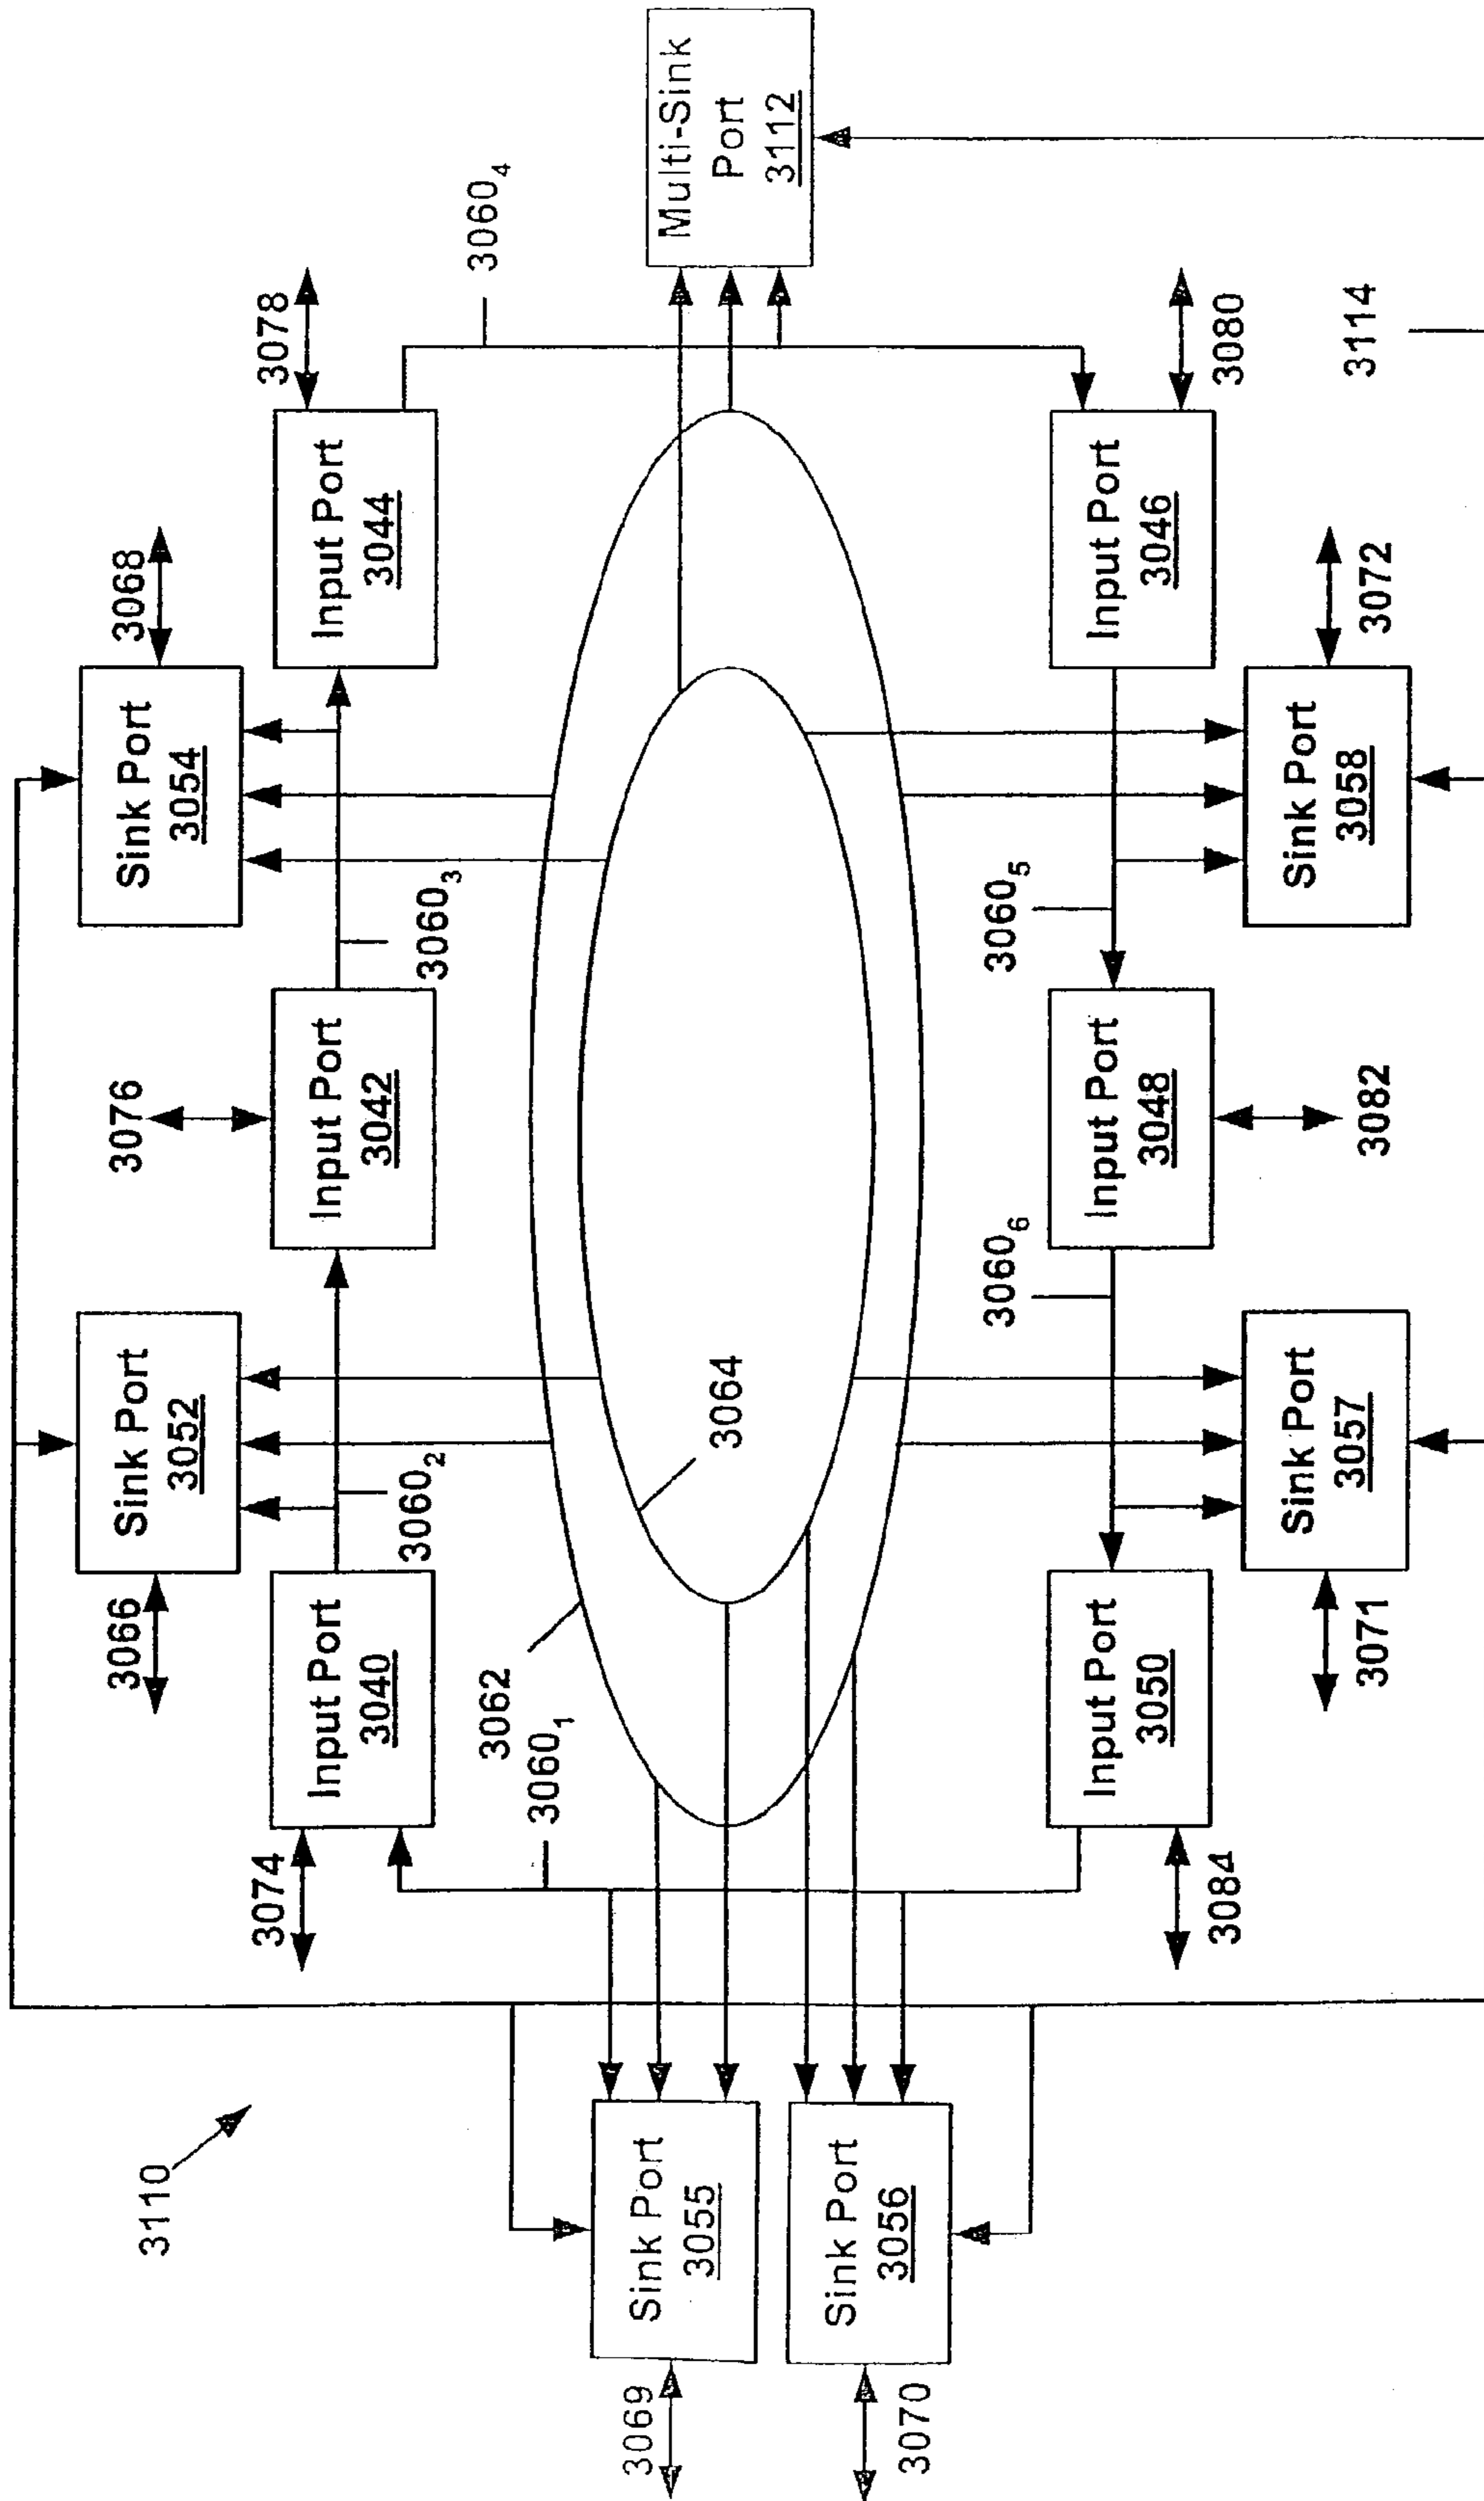 3110
3066
Sink Port
3052
3076
Sink Port
3054
3068
3074
Input Port
3040
3060₂
Input Port
3042
3060₃
Input Port
3044
3078
3062
3060₁
3060₄
3069
Sink Port
3055
3064
Multi-Sink
Port
3112
Sink Port
3056
3070
3060₆
3060₅
Input Port
3050
3084
Input Port
3048
Input Port
3046
3080
3071
Sink Port
3057
3082
Sink Port
3058
3072
3114